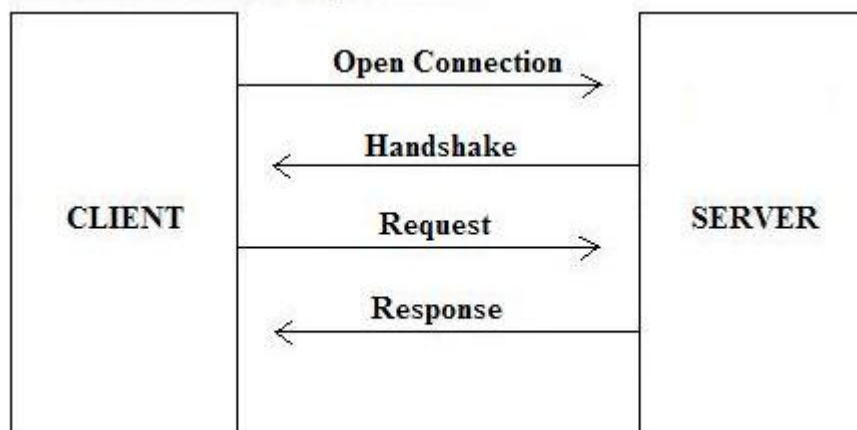 Open Connection
Handshake
CLIENT
Request
SERVER
Response